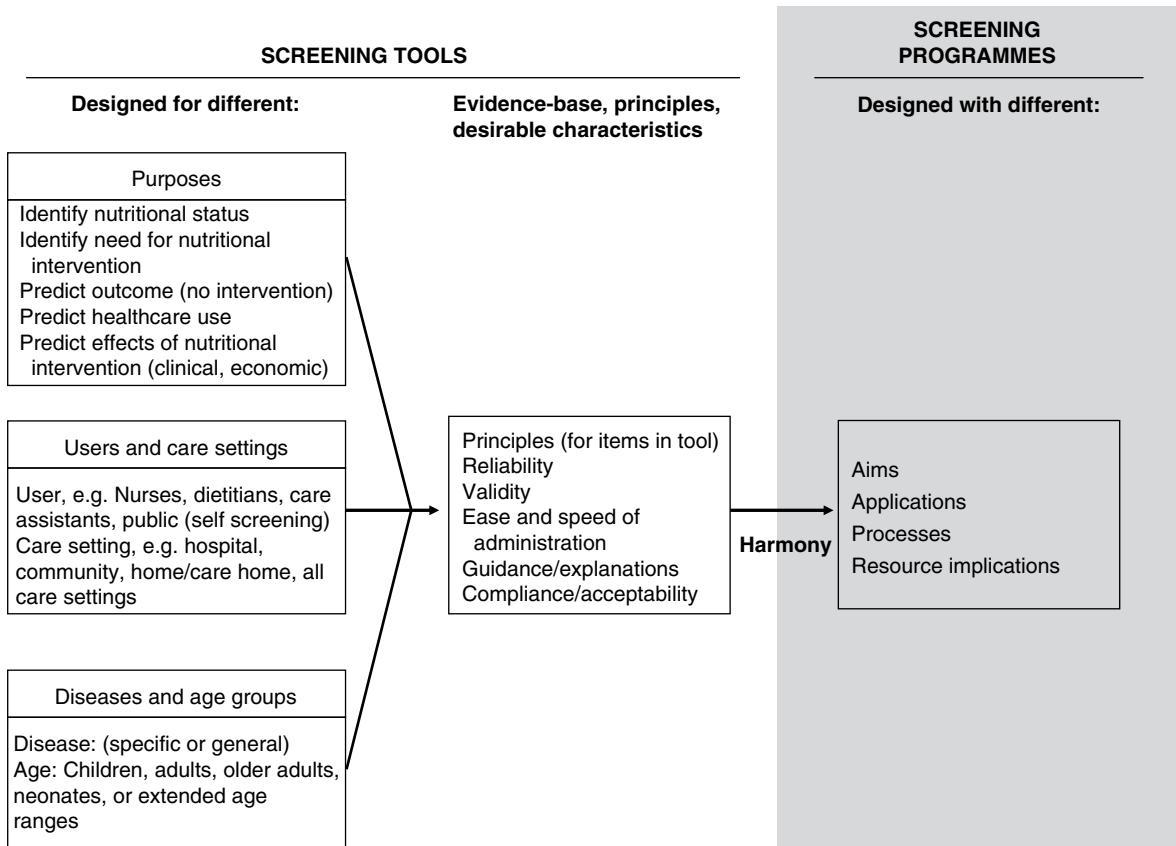 SCREENING TOOLS
SCREENING
PROGRAMMES
Designed for different:
Evidence-base, principles,
desirable characteristics
Designed with different:
Purposes
Identify nutritional status
Identify need for nutritional
intervention
Predict outcome (no intervention)
Predict healthcare use
Predict effects of nutritional
intervention (clinical, economic)
Users and care settings
User, e.g. Nurses, dietitians, care
assistants, public (self screening)
Care setting, e.g. hospital,
community, home/care home, all
care settings
Diseases and age groups
Disease: (specific or general)
Age: Children, adults, older adults,
neonates, or extended age
ranges
Principles (for items in tool)
Reliability
Validity
Ease and speed of
administration
Guidance/explanations
Compliance/acceptability
Harmony
Aims
Applications
Processes
Resource implications